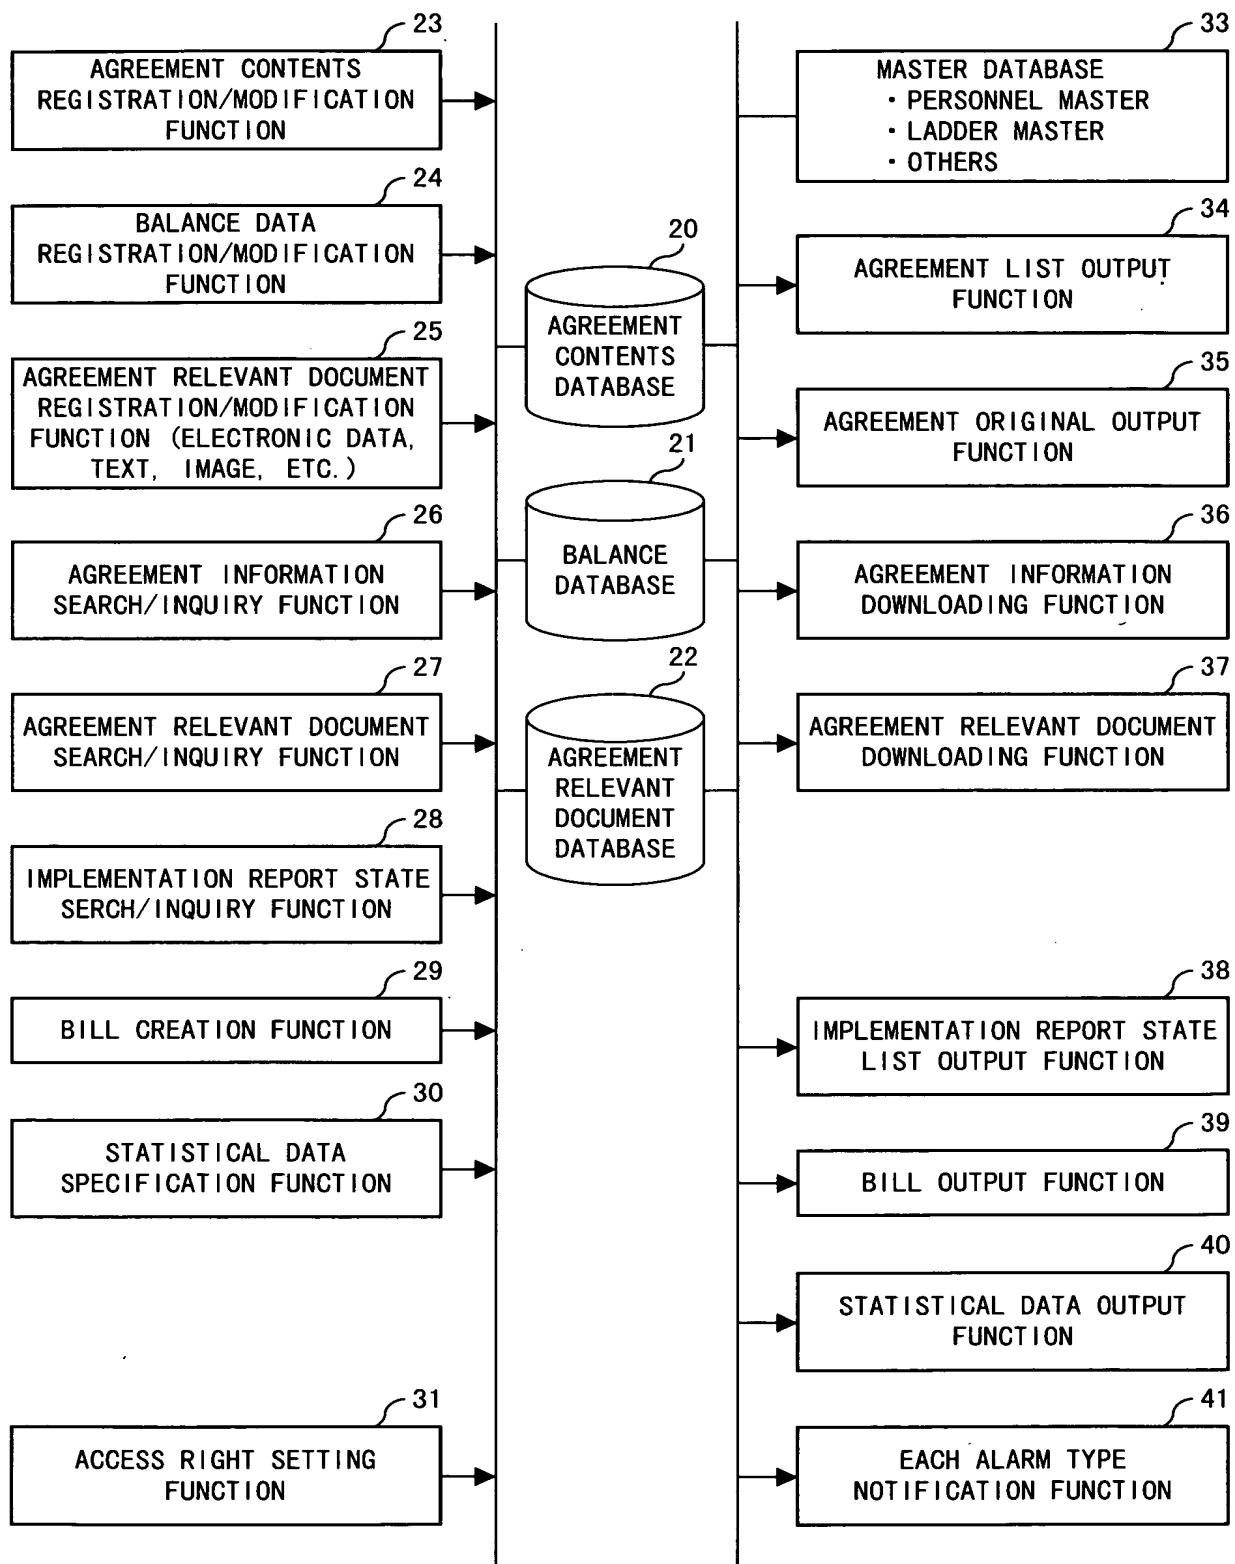 23
AGREEMENT CONTENTS
REGISTRATION/MODIFICATION
FUNCTION
24
BALANCE DATA
REGISTRATION/MODIFICATION
FUNCTION
25
AGREEMENT RELEVANT DOCUMENT
REGISTRATION/MODIFICATION
FUNCTION (ELECTRONIC DATA,
TEXT, IMAGE, ETC.)
26
AGREEMENT INFORMATION
SEARCH/INQUIRY FUNCTION
27
AGREEMENT RELEVANT DOCUMENT
SEARCH/INQUIRY FUNCTION
28
IMPLEMENTATION REPORT STATE
SERCH/INQUIRY FUNCTION
29
BILL CREATION FUNCTION
30
STATISTICAL DATA
SPECIFICATION FUNCTION
31
ACCESS RIGHT SETTING
FUNCTION
20
AGREEMENT
CONTENTS
DATABASE
21
BALANCE
DATABASE
22
AGREEMENT
RELEVANT
DOCUMENT
DATABASE
33
MASTER DATABASE
・PERSONNEL MASTER
・LADDER MASTER
・OTHERS
34
AGREEMENT LIST OUTPUT
FUNCTION
35
AGREEMENT ORIGINAL OUTPUT
FUNCTION
36
AGREEMENT INFORMATION
DOWNLOADING FUNCTION
37
AGREEMENT RELEVANT DOCUMENT
DOWNLOADING FUNCTION
38
IMPLEMENTATION REPORT STATE
LIST OUTPUT FUNCTION
39
BILL OUTPUT FUNCTION
40
STATISTICAL DATA OUTPUT
FUNCTION
41
EACH ALARM TYPE
NOTIFICATION FUNCTION